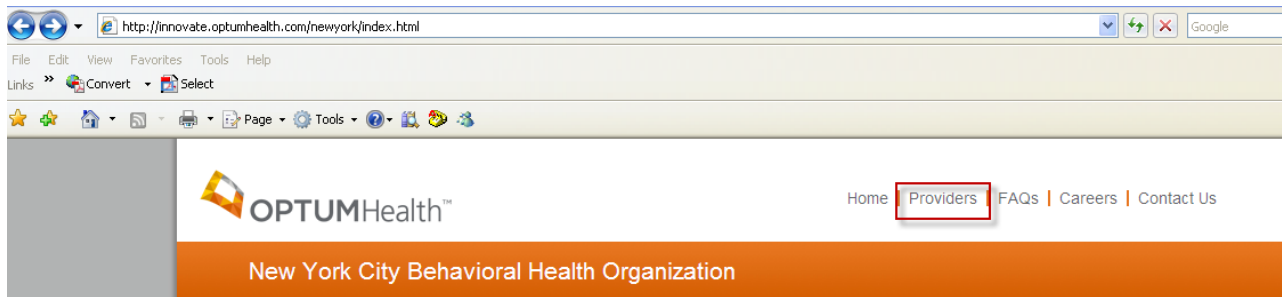 http://innovate.optumhealth.com/newyork/index.html
Google
File Edit View Favorites Tools Help
Links » Convert Select
Page Tools
OPTUMHealth™
Home | Providers | FAQs | Careers | Contact Us
New York City Behavioral Health Organization